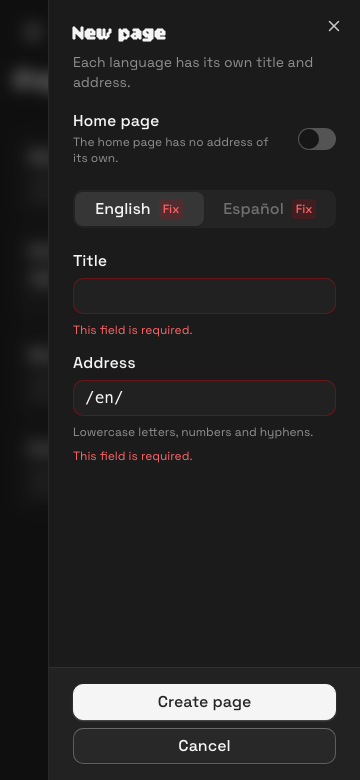 New page
Each language has its own title and
address.
Home page
The home page has no address of
its own.
English Fix Español Fix
Title
This field is required.
Address
/en/
Lowercase letters, numbers and hyphens.
This field is required.
Create page
Cancel